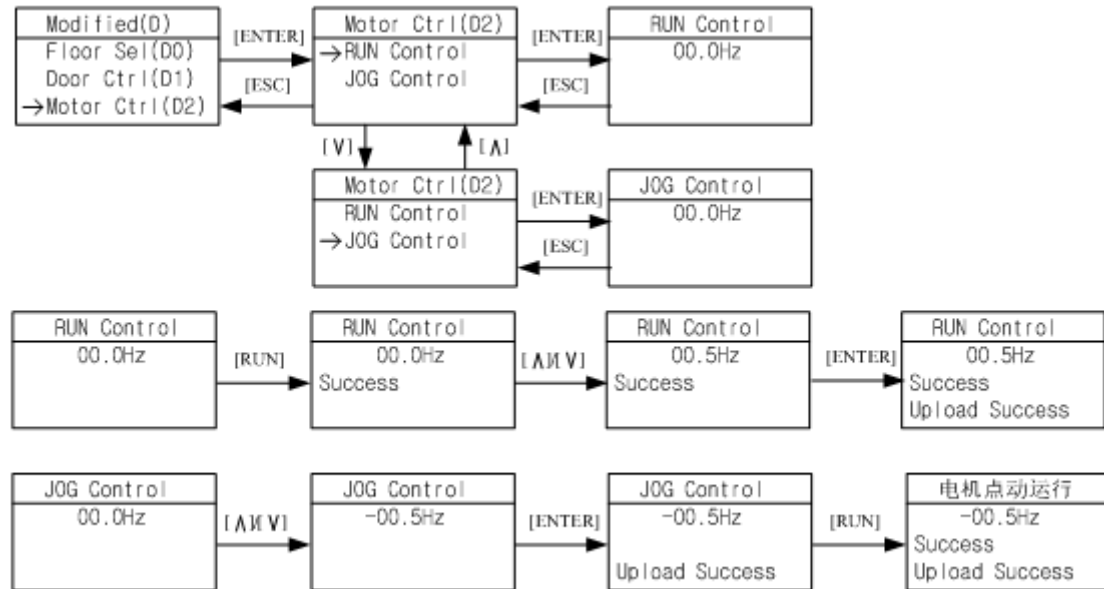 Modified(D)
Floor Sel(D0)
Door Ctrl(D1)
→Motor Ctrl(D2)
[ENTER]
[ESC]
Motor Ctrl(D2)
→RUN Control
JOG Control
[ENTER]
[ESC]
RUN Control
00.0Hz
[V]
[Λ]
Motor Ctrl(D2)
RUN Control
→JOG Control
[ENTER]
[ESC]
JOG Control
00.0Hz
RUN Control
00.0Hz
[RUN]
RUN Control
00.0Hz
Success
[Λ][V]
RUN Control
00.5Hz
Success
[ENTER]
RUN Control
00.5Hz
Success
Upload Success
JOG Control
00.0Hz
[Λ][V]
JOG Control
-00.5Hz
[ENTER]
JOG Control
-00.5Hz
Upload Success
[RUN]
电机点动运行
-00.5Hz
Success
Upload Success